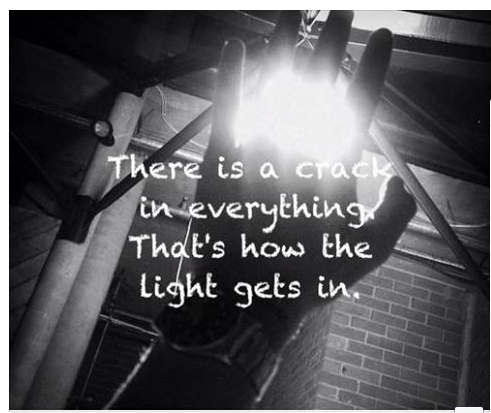 There is a crack
in everything.
That's how the
light gets in.